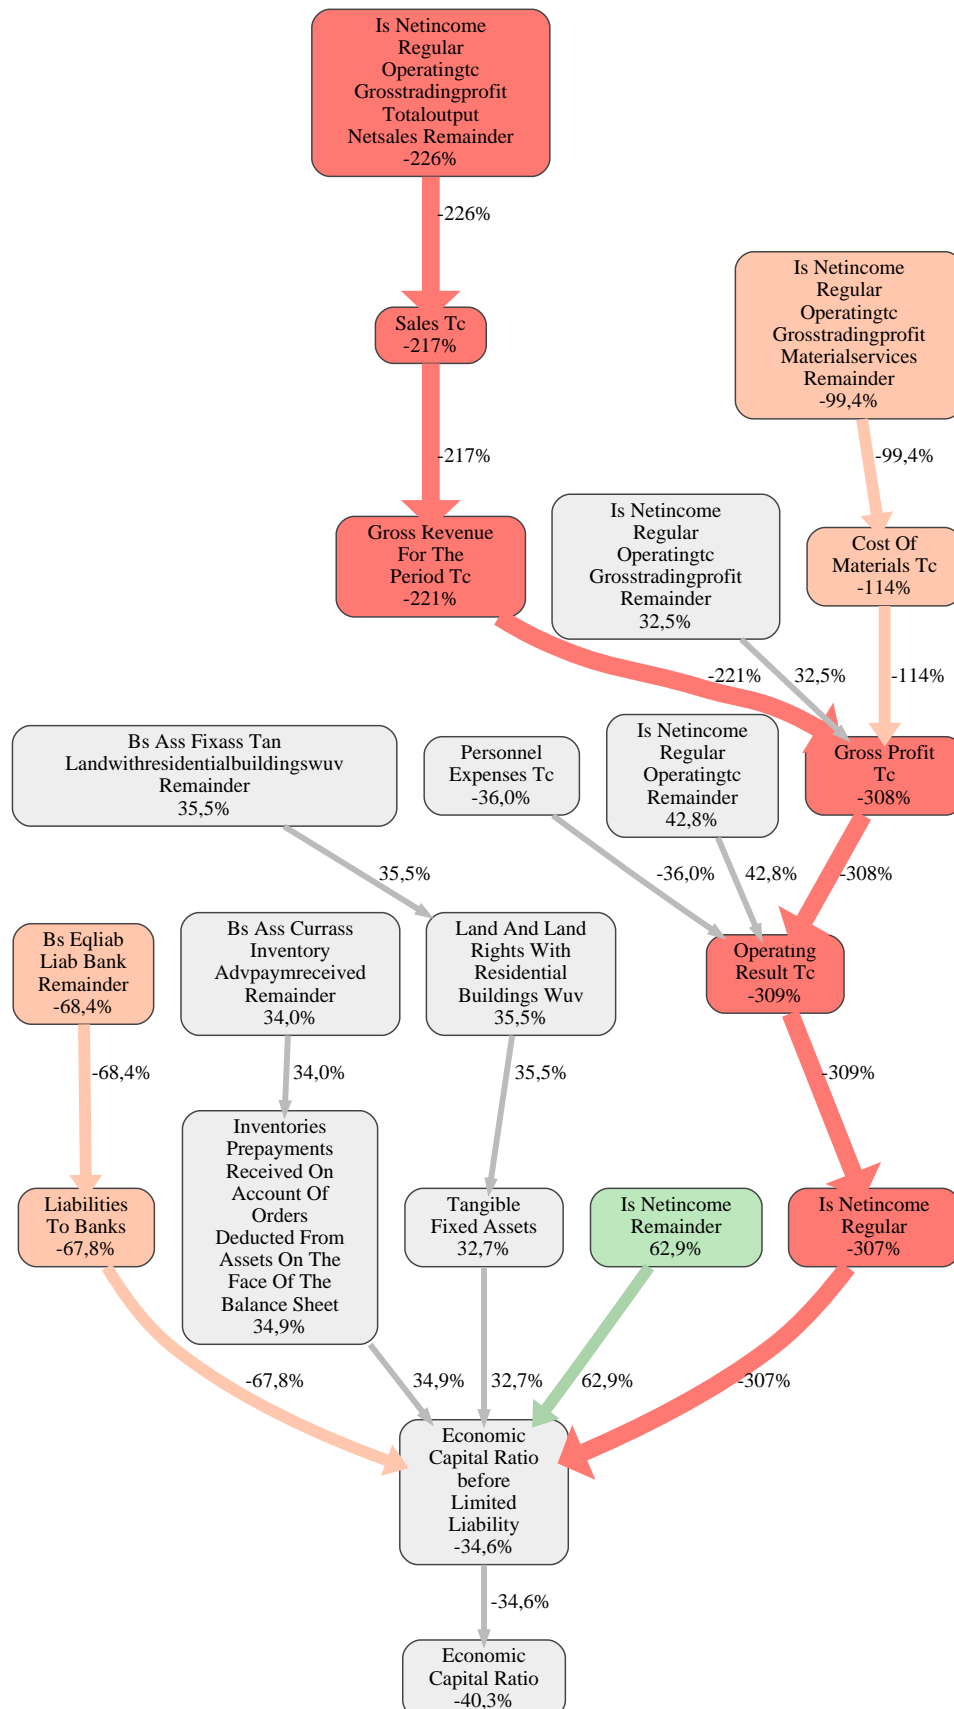 Is Netincome
Regular
Operatingtc
Grosstradingprofit
Totaloutput
Netsales Remainder
-226%
-226%
Is Netincome
Regular
Operatingtc
Grosstradingprofit
Materialservices
Remainder
-99,4%
Sales Tc
-217%
-217%
-99,4%
Is Netincome
Regular
Operatingtc
Grosstradingprofit
Remainder
32,5%
Gross Revenue
For The
Period Tc
-221%
Cost Of
Materials Tc
-114%
-221%
32,5%
-114%
Bs Ass Fixass Tan
Landwithresidentialbuildingswuv
Remainder
35,5%
Personnel
Expenses Tc
-36,0%
Is Netincome
Regular
Operatingtc
Remainder
42,8%
Gross Profit
Tc
-308%
35,5%
-36,0%
42,8%
-308%
Bs Eqliab
Liab Bank
Remainder
-68,4%
Bs Ass Currass
Inventory
Advpaymreceived
Remainder
34,0%
Land And Land
Rights With
Residential
Buildings Wuv
35,5%
Operating
Result Tc
-309%
-68,4%
34,0%
35,5%
-309%
Liabilities
To Banks
-67,8%
Inventories
Prepayments
Received On
Account Of
Orders
Deducted From
Assets On The
Face Of The
Balance Sheet
34,9%
Tangible
Fixed Assets
32,7%
Is Netincome
Remainder
62,9%
Is Netincome
Regular
-307%
-67,8%
34,9%
32,7%
62,9%
-307%
Economic
Capital Ratio
before
Limited
Liability
-34,6%
-34,6%
Economic
Capital Ratio
-40,3%